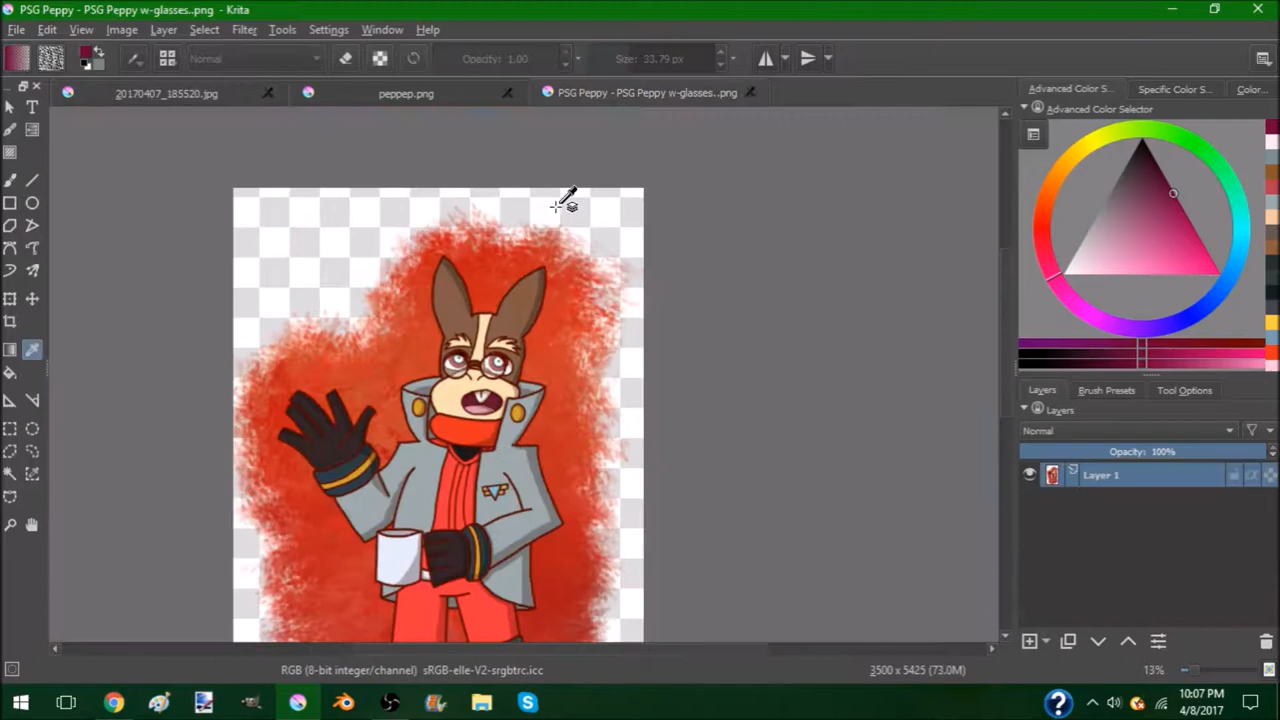 PSG Peppy - PSG Peppy w-glasses..png - Krita
File Edit View Image Layer Select Filter Tools Settings Window Help
Normal Opacity: 1.00 Size: 33.79 px
20170407_185520.jpg peppep.png PSG Peppy - PSG Peppy w-glasses..png
Advanced Color S... Specific Color S... Color...
Advanced Color Selector
Layers Brush Presets Tool Options
Layers
Normal
Opacity: 100%
Layer 1
RGB (8-bit integer/channel) sRGB-elle-V2-srgbtrc.icc 3500 x 5425 (73.0M) 13%
10:07 PM
4/8/2017